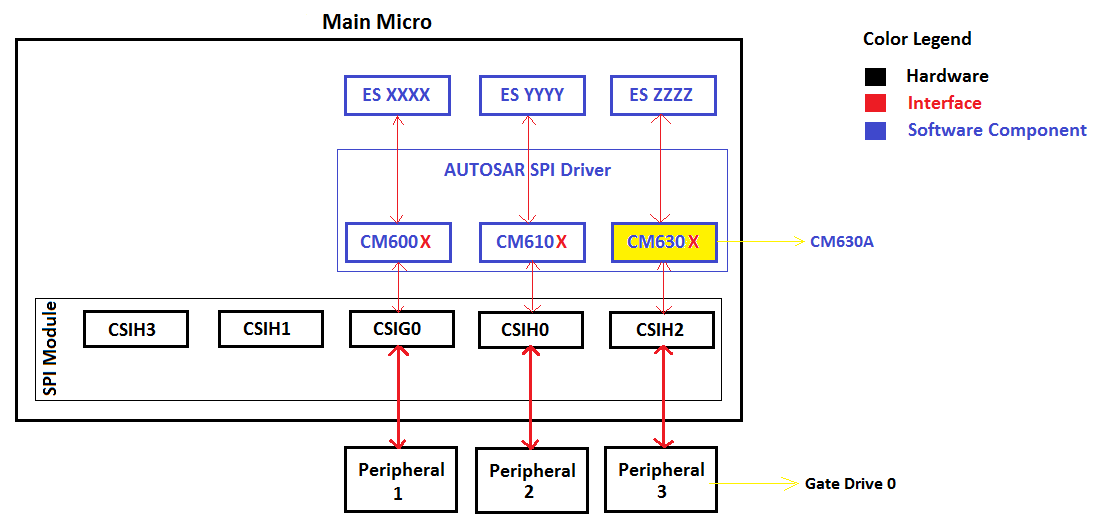 Main Micro
Color Legend
Hardware
Interface
Software Component
ES XXXX
ES YYYY
ES ZZZZ
AUTOSAR SPI Driver
CM600X
CM610X
CM630X
CM630A
SPI Module
CSIH3
CSIH1
CSIG0
CSIH0
CSIH2
Peripheral
1
Peripheral
2
Peripheral
3
Gate Drive 0